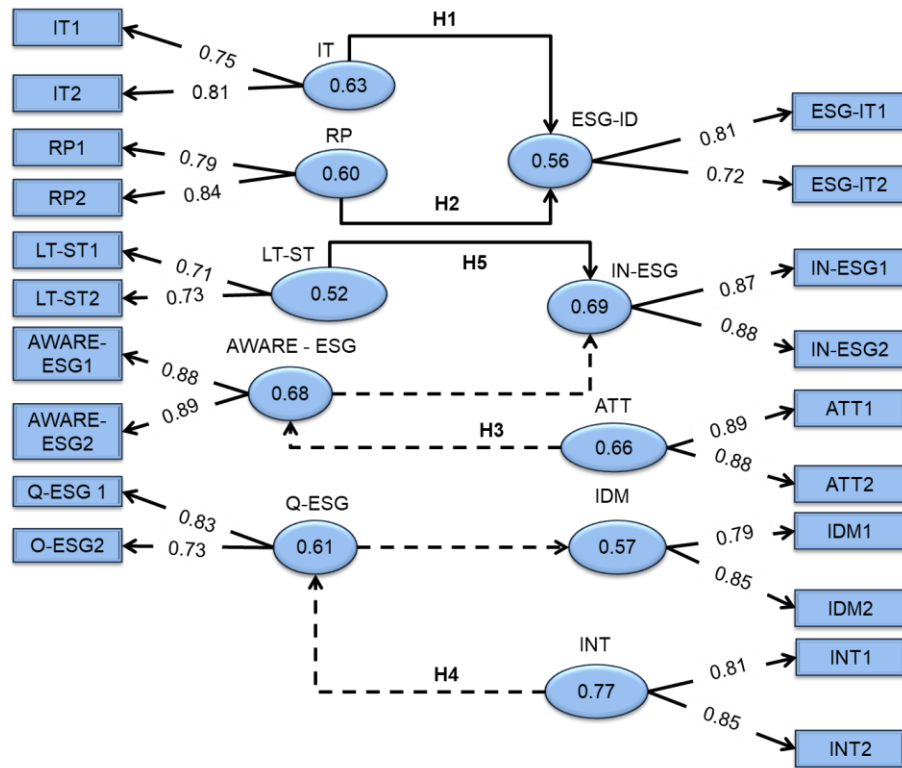 IT1
0.75
IT2
0.81
IT
0.63
H1
RP1
0.79
RP2
0.84
RP
0.60
H2
ESG-ID
0.56
0.81
ESG-IT1
0.72
ESG-IT2
LT-ST1
0.71
LT-ST2
0.73
LT-ST
0.52
H5
IN-ESG
0.69
0.87
IN-ESG1
0.88
IN-ESG2
AWARE-
ESG1
0.88
AWARE-
ESG2
0.89
AWARE - ESG
0.68
H3
ATT
0.66
0.89
ATT1
0.88
ATT2
Q-ESG 1
0.83
O-ESG2
0.73
Q-ESG
0.61
IDM
0.57
0.79
IDM1
0.85
IDM2
H4
INT
0.77
0.81
INT1
0.85
INT2